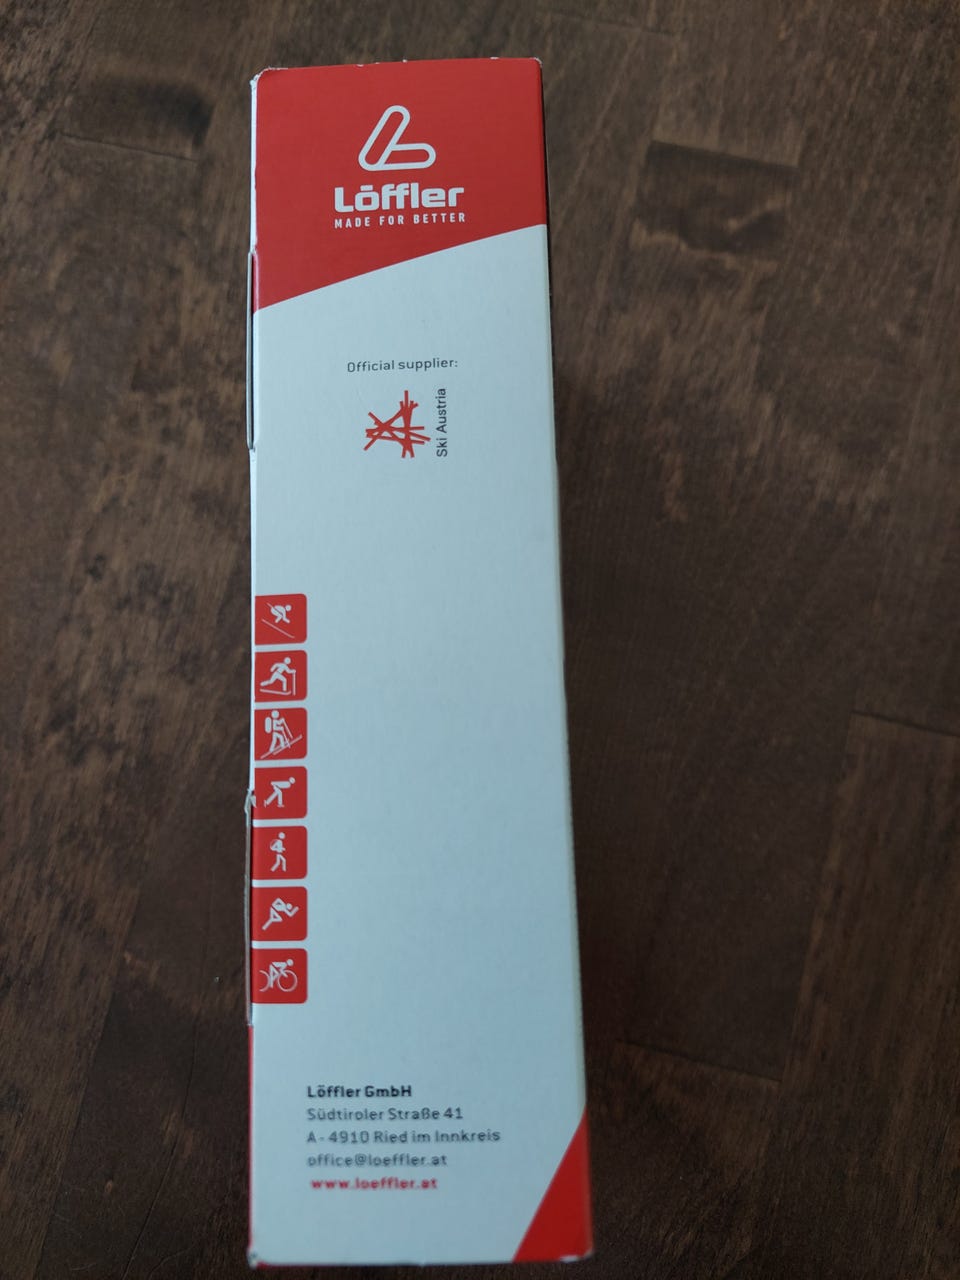 Löffler
MADE FOR BETTER
Official supplier:
Ski Austria
Löffler GmbH
Südtiroler Straße 41
A - 4910 Ried im Innkreis
office@loeffler.at
www.loeffler.at